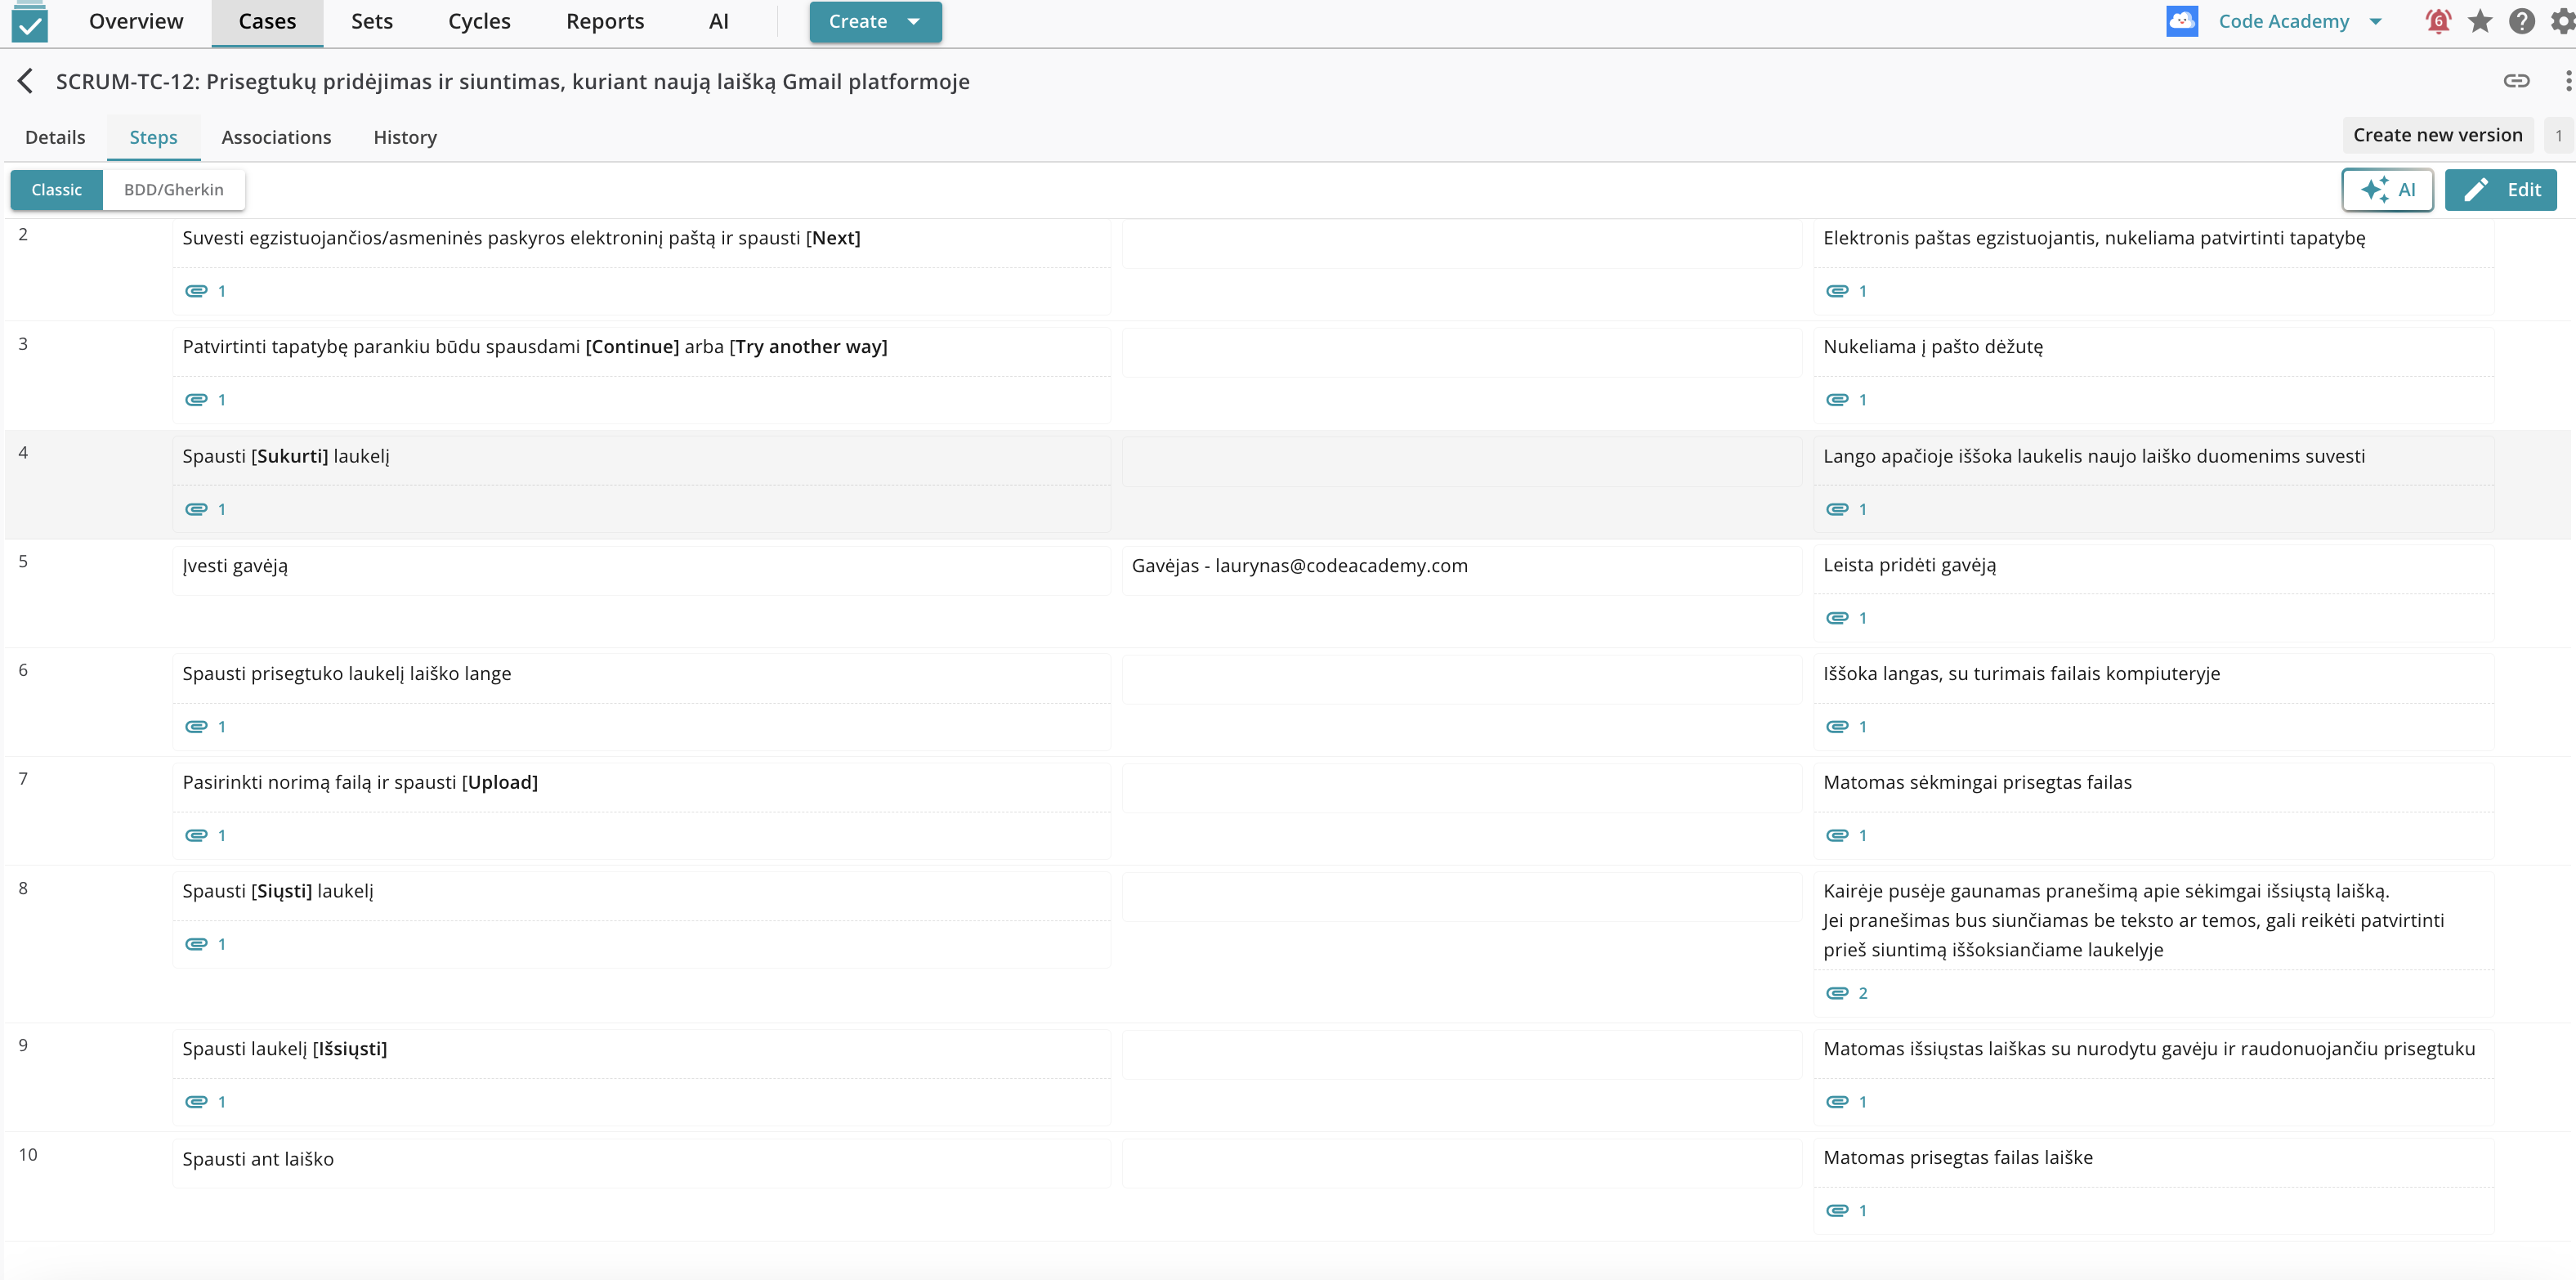 Overview Cases Sets Cycles Reports AI Create Code Academy 6
SCRUM-TC-12: Prisegtukų pridėjimas ir siuntimas, kuriant naują laišką Gmail platformoje
Details Steps Associations History Create new version 1
Classic BDD/Gherkin AI Edit
2 Suvesti egzistuojančios/asmeninės paskyros elektroninį paštą ir spausti [Next] Elektronis paštas egzistuojantis, nukeliama patvirtinti tapatybę
1 1
3 Patvirtinti tapatybę parankiu būdu spausdami [Continue] arba [Try another way] Nukeliama į pašto dėžutę
1 1
4 Spausti [Sukurti] laukelį Lango apačioje iššoka laukelis naujo laiško duomenims suvesti
1 1
5 Įvesti gavėją Gavėjas - laurynas@codeacademy.com Leista pridėti gavėją
1
6 Spausti prisegtuko laukelį laiško lange Iššoka langas, su turimais failais kompiuteryje
1 1
7 Pasirinkti norimą failą ir spausti [Upload] Matomas sėkmingai prisegtas failas
1 1
8 Spausti [Siųsti] laukelį Kairėje pusėje gaunamas pranešimą apie sėkimgai išsiųstą laišką.
Jei pranešimas bus siunčiamas be teksto ar temos, gali reikėti patvirtinti
1 prieš siuntimą iššoksiančiame laukelyje
2
9 Spausti laukelį [Išsiųsti] Matomas išsiųstas laiškas su nurodytu gavėju ir raudonuojančiu prisegtuku
1 1
10 Spausti ant laiško Matomas prisegtas failas laiške
1